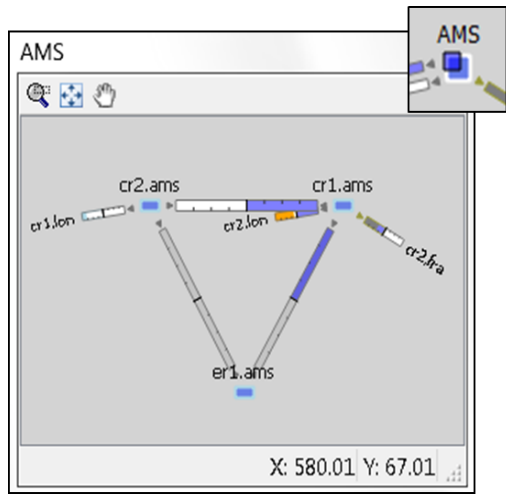 AMS
AMS
cr2.ams
cr1.ams
cr1.lon
cr2.lon
cr2.fra
er1.ams
X: 580.01 Y: 67.01